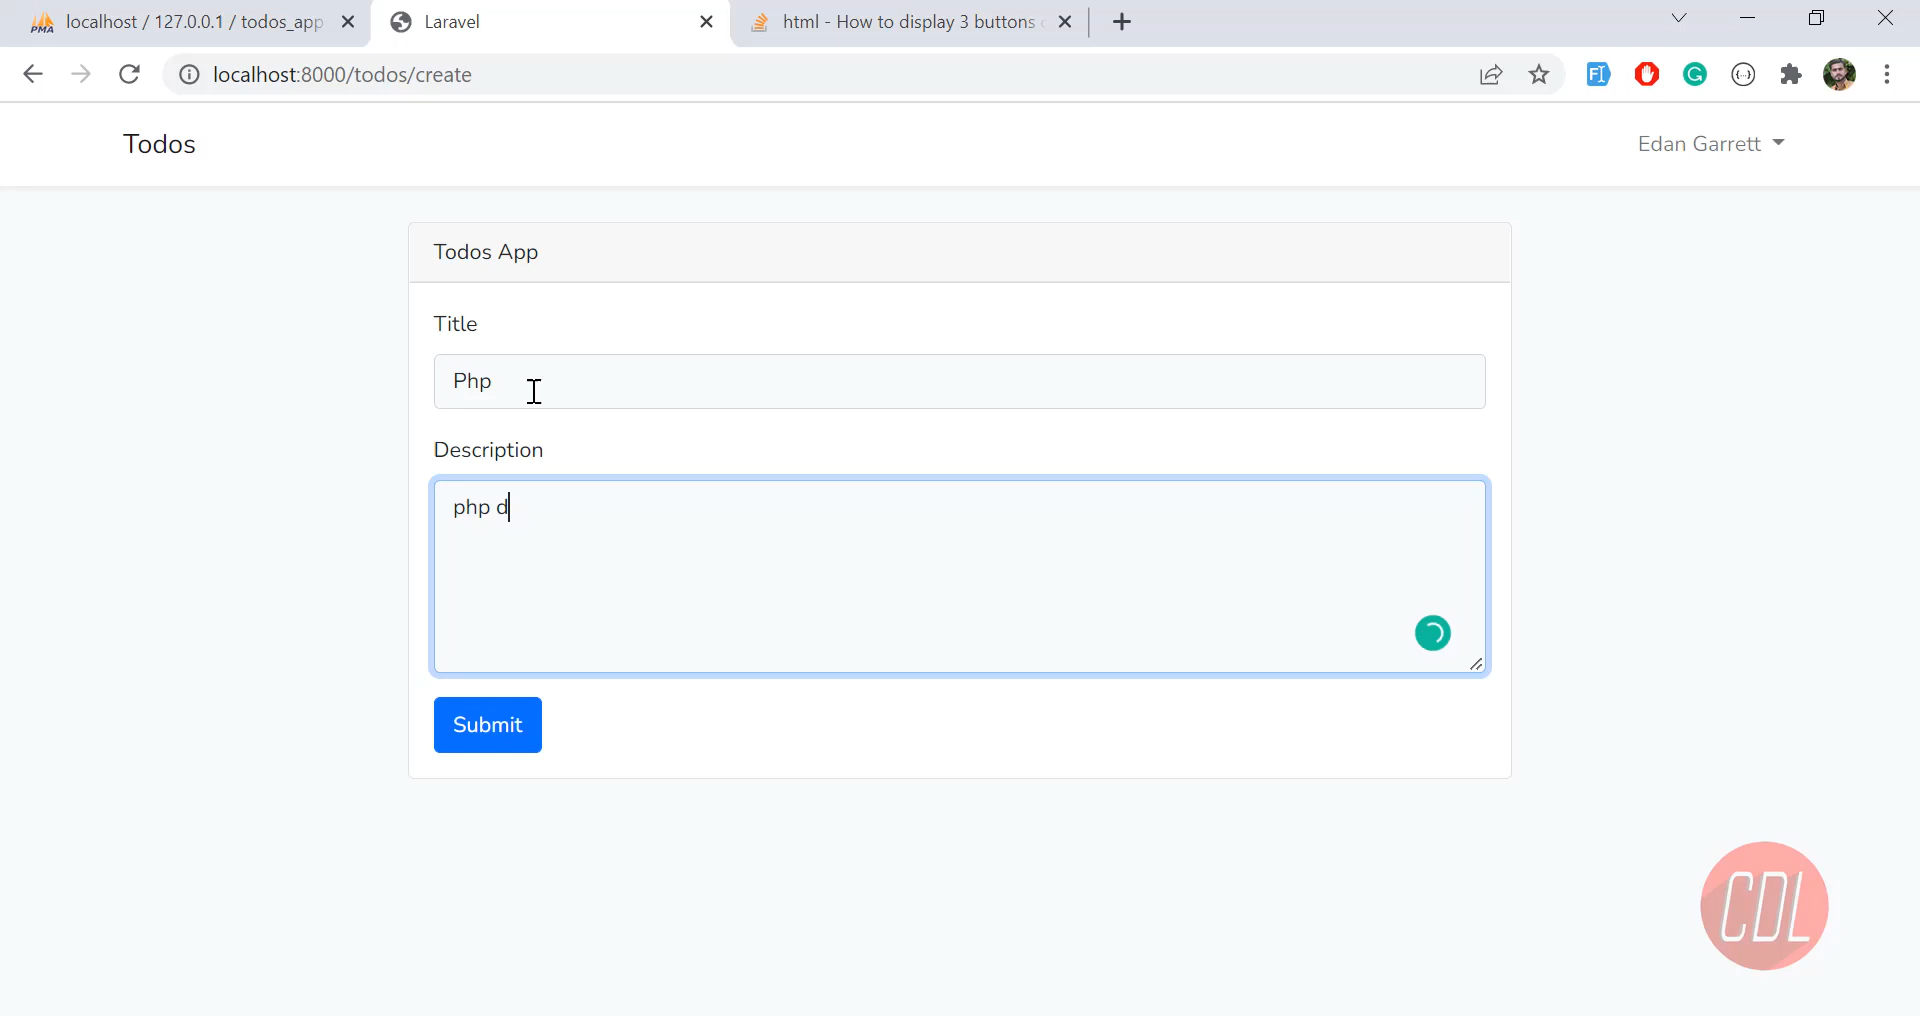 localhost / 127.0.0.1 / todos_app
Laravel
html - How to display 3 buttons
localhost:8000/todos/create
Todos
Edan Garrett
Todos App
Title
Php
Description
php d
Submit
CDL